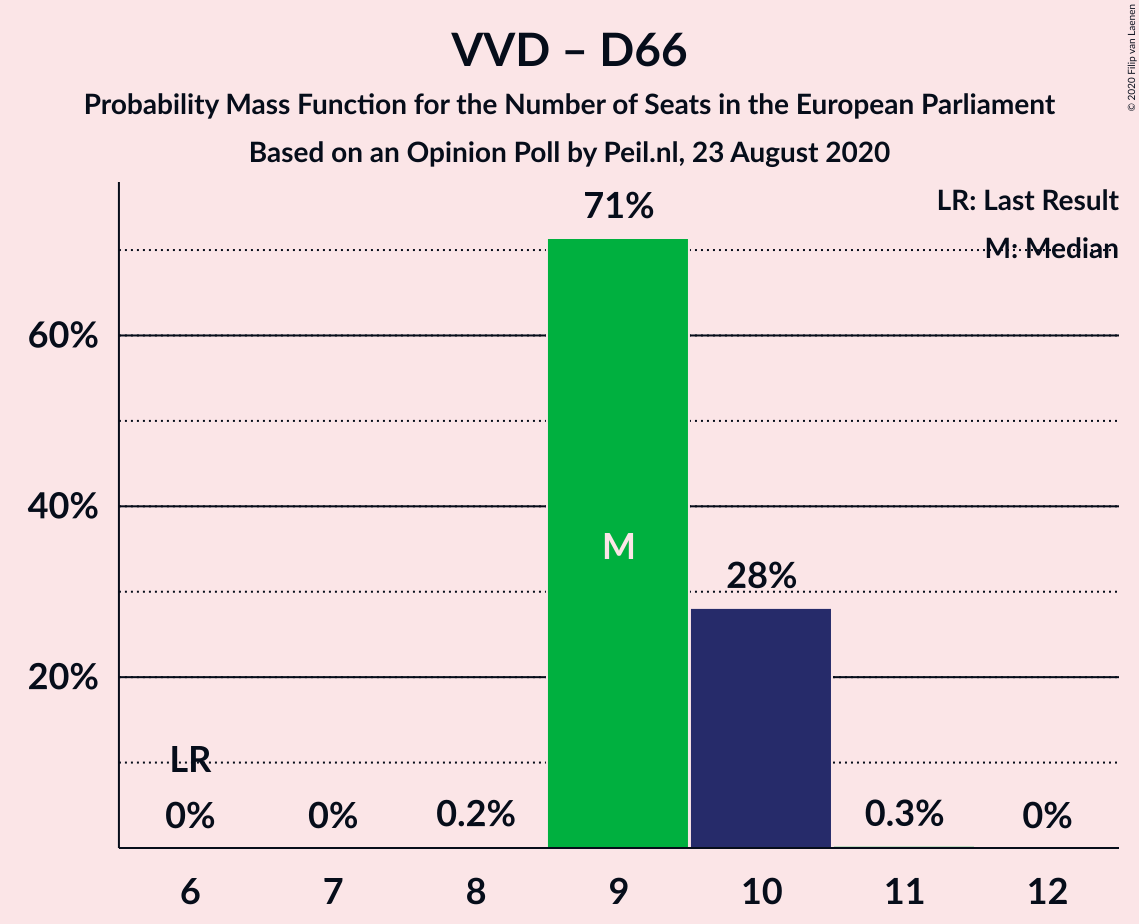 VVD – D66
Probability Mass Function for the Number of Seats in the European Parliament
Based on an Opinion Poll by Peil.nl, 23 August 2020
© 2020 Filip van Laenen
LR: Last Result
M: Median
71%
60%
40%
20%
M
28%
LR
0%
0%
0.2%
0.3%
0%
6 7 8 9 10 11 12